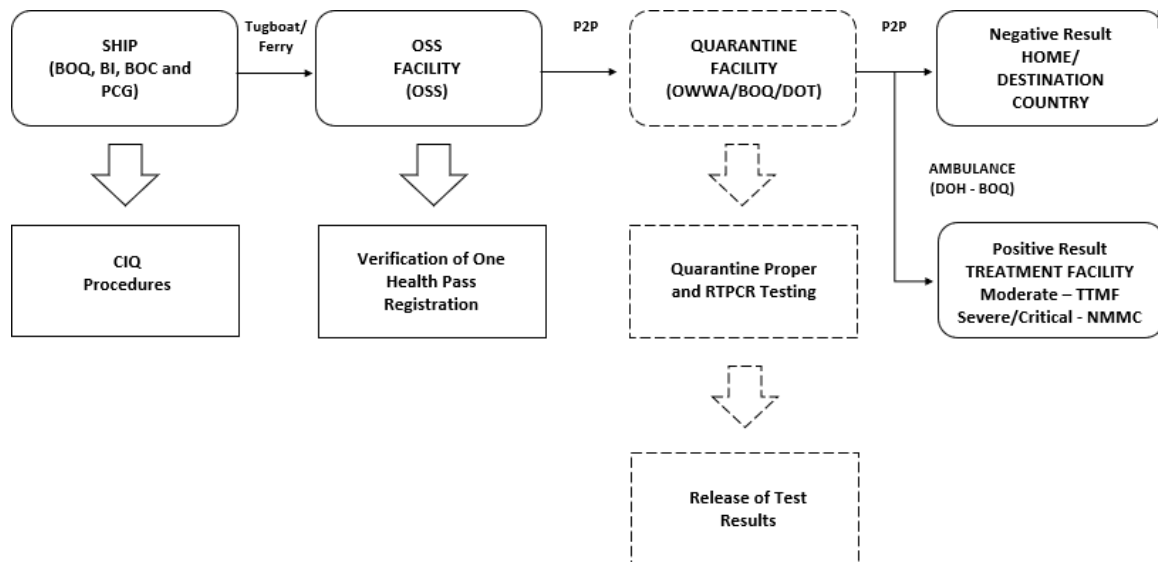 SHIP
(BOQ, BI, BOC and
PCG)
Tugboat/
Ferry
OSS
FACILITY
(OSS)
P2P
QUARANTINE
FACILITY
(OWWA/BOQ/DOT)
P2P
Negative Result
HOME/
DESTINATION
COUNTRY
AMBULANCE
(DOH - BOQ)
Positive Result
TREATMENT FACILITY
Moderate – TTMF
Severe/Critical - NMMC
CIQ
Procedures
Verification of One
Health Pass
Registration
Quarantine Proper
and RTPCR Testing
Release of Test
Results